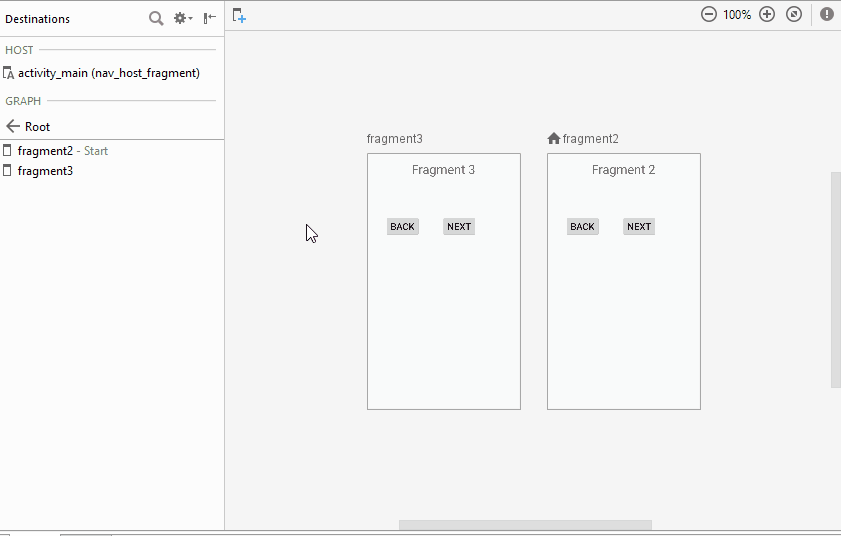 Destinations
100%
HOST
activity_main (nav_host_fragment)
GRAPH
Root
fragment2 - Start
fragment3
fragment3
fragment2
Fragment 3
Fragment 2
BACK NEXT
BACK NEXT